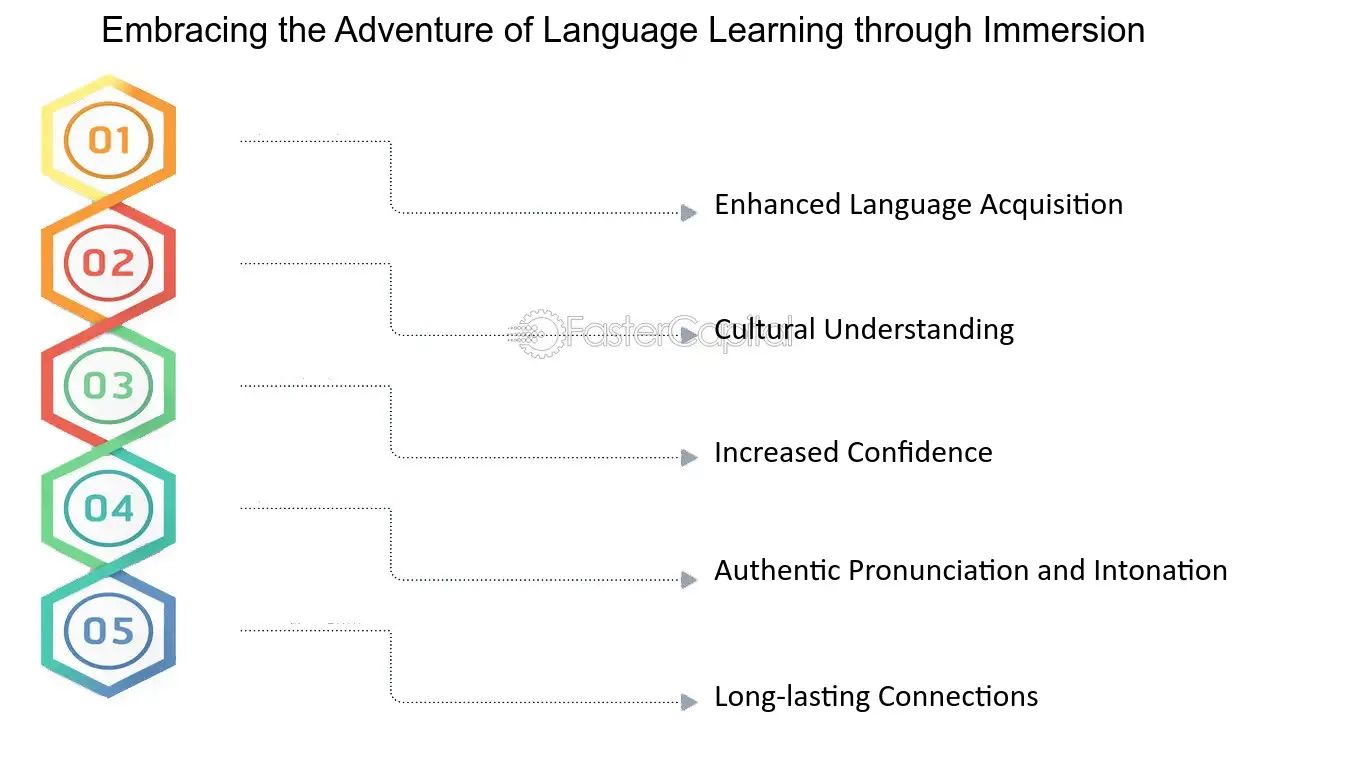 Embracing the Adventure of Language Learning through Immersion
01
Enhanced Language Acquisition
02
FasterCapital
Cultural Understanding
03
Increased Confidence
04
Authentic Pronunciation and Intonation
05
Long-lasting Connections